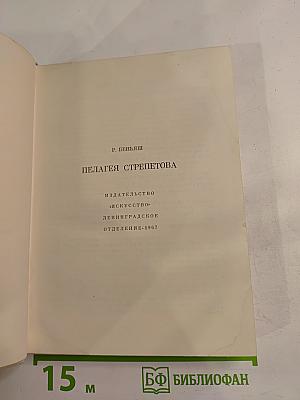 Р. БЕНЬЯШ
ПЕЛАГЕЯ СТРЕПЕТОВА
ИЗДАТЕЛЬСТВО
«ИСКУССТВО»
ЛЕНИНГРАДСКОЕ
ОТДЕЛЕНИЕ·1967
15 м БФ БИБЛИОФАН